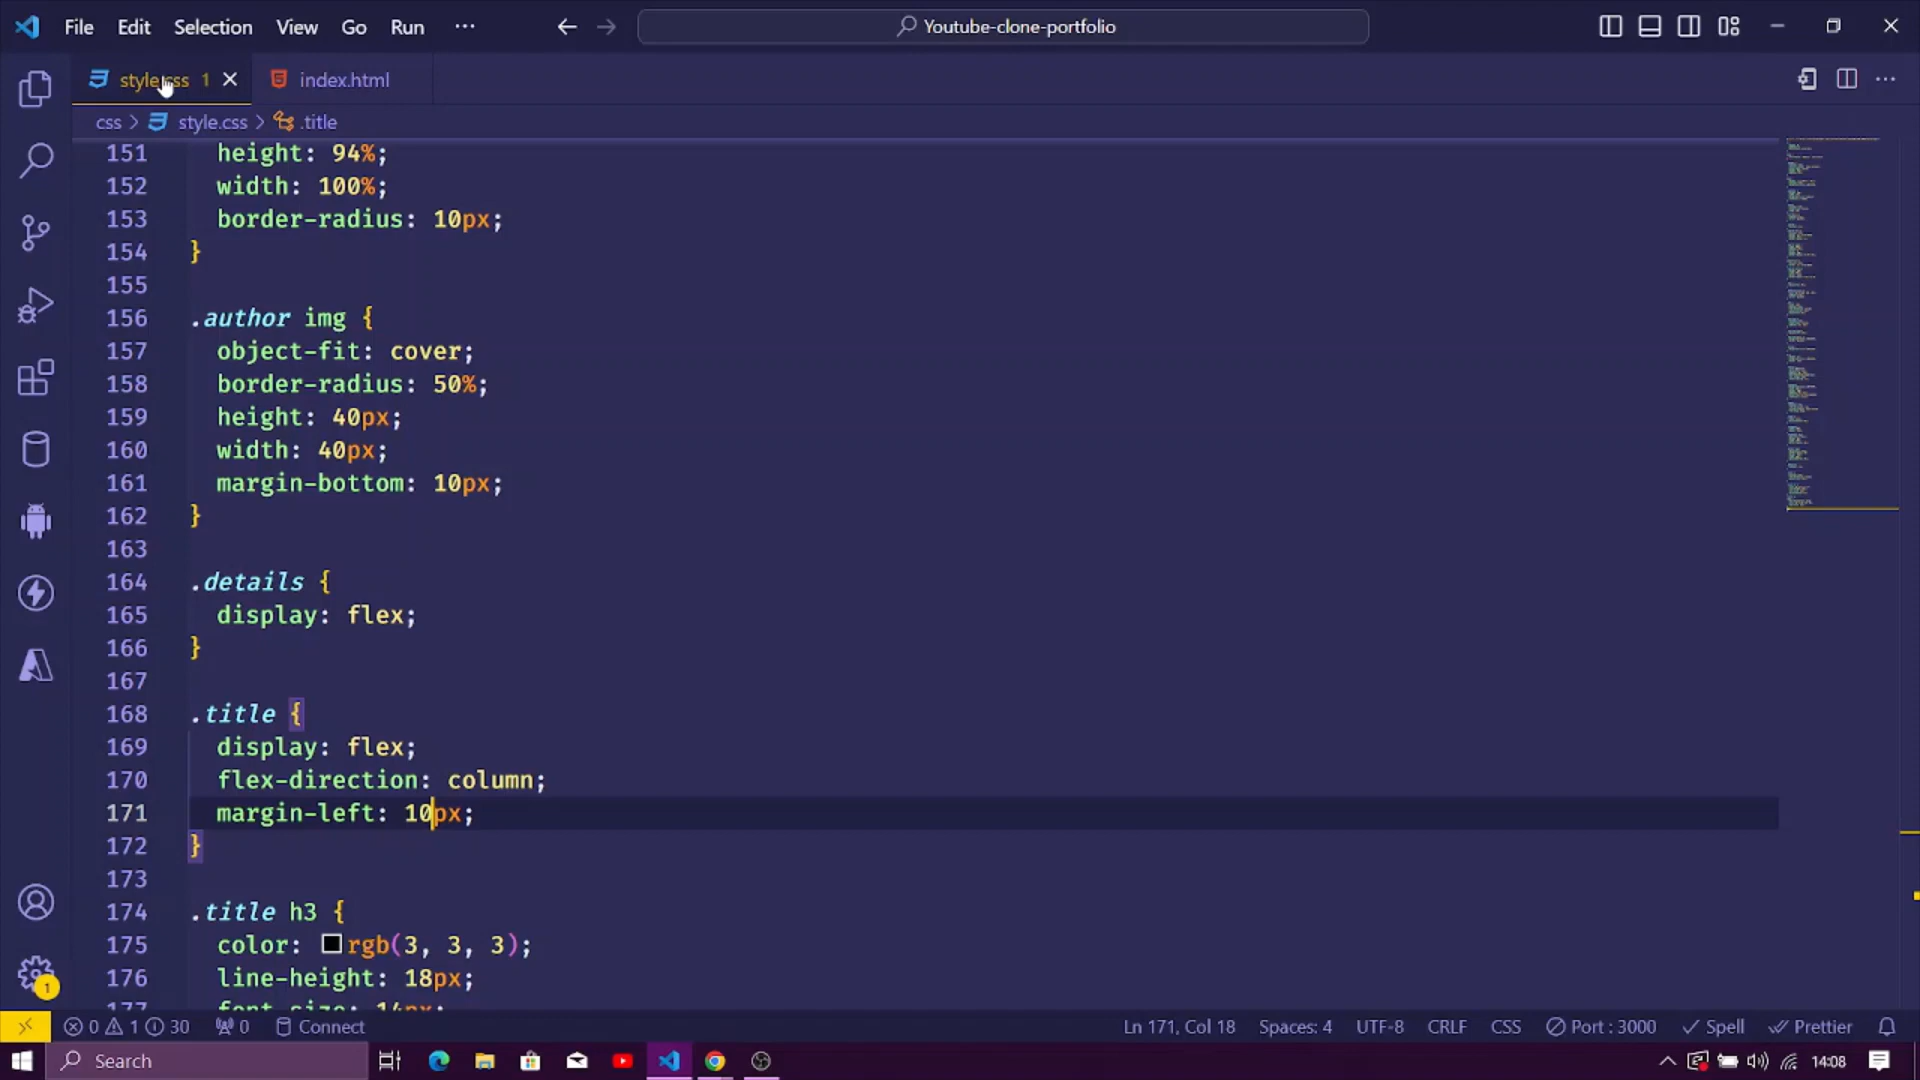 File Edit Selection View Go Run ··· Youtube-clone-portfolio
style.css 1 index.html
css > style.css > .title
151 height: 94%;
152 width: 100%;
153 border-radius: 10px;
154 }
155
156 .author img {
157 object-fit: cover;
158 border-radius: 50%;
159 height: 40px;
160 width: 40px;
161 margin-bottom: 10px;
162 }
163
164 .details {
165 display: flex;
166 }
167
168 .title {
169 display: flex;
170 flex-direction: column;
171 margin-left: 10px;
172 }
173
174 .title h3 {
175 color: rgb(3, 3, 3);
176 line-height: 18px;
177 font-size: 14px;
1
0 1 30 0 Connect Ln 171, Col 18 Spaces: 4 UTF-8 CRLF CSS Port : 3000 Spell Prettier
Search 14:08